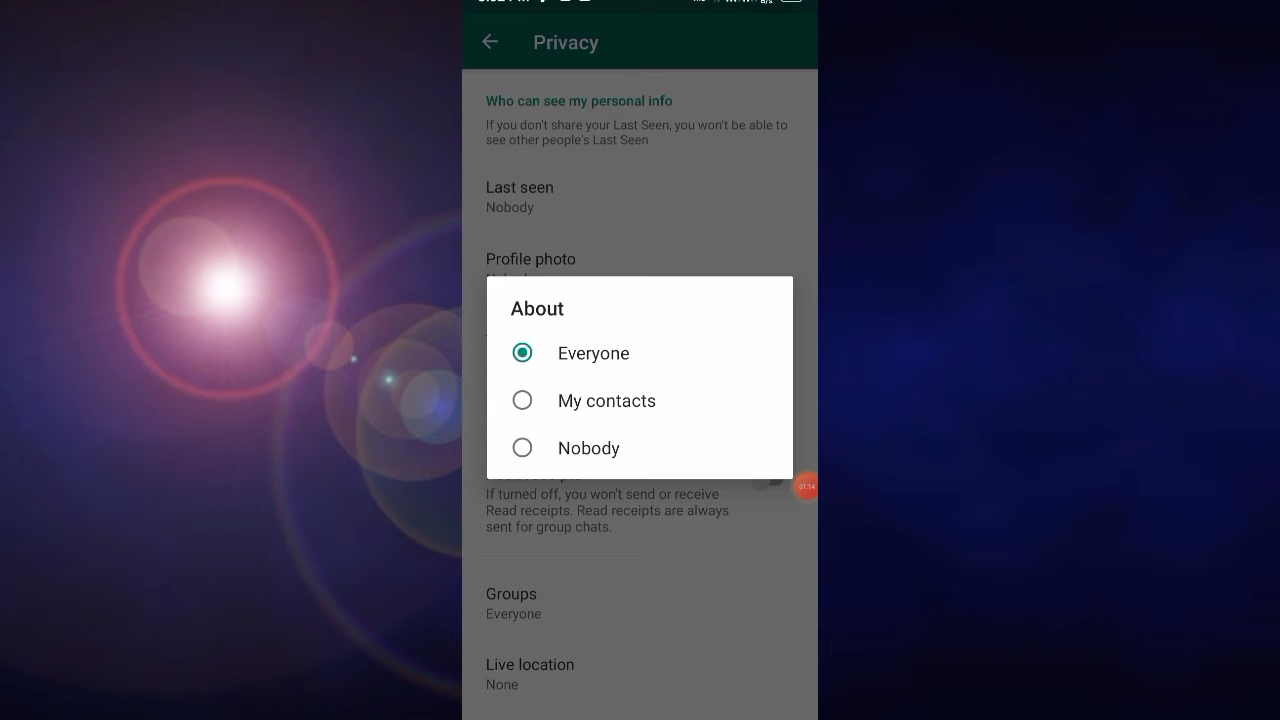 Privacy
Who can see my personal info
If you don't share your Last Seen, you won't be able to
see other people's Last Seen
Last seen
Nobody
Profile photo
About
Everyone
My contacts
Nobody
01:14
If turned off, you won't send or receive
Read receipts. Read receipts are always
sent for group chats.
Groups
Everyone
Live location
None